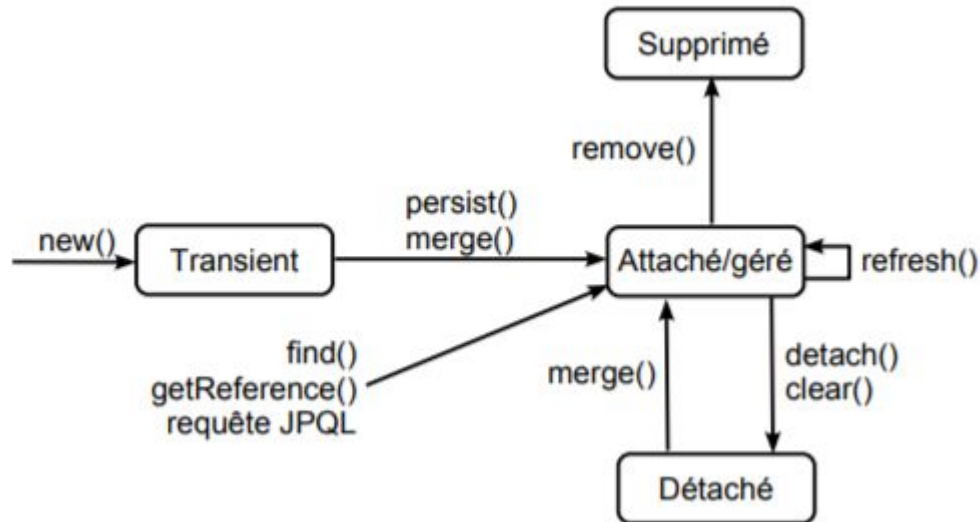 Supprimé
remove()
persist()
merge()
new()
Transient
Attaché/géré
refresh()
find()
getReference()
requête JPQL
merge()
detach()
clear()
Détaché